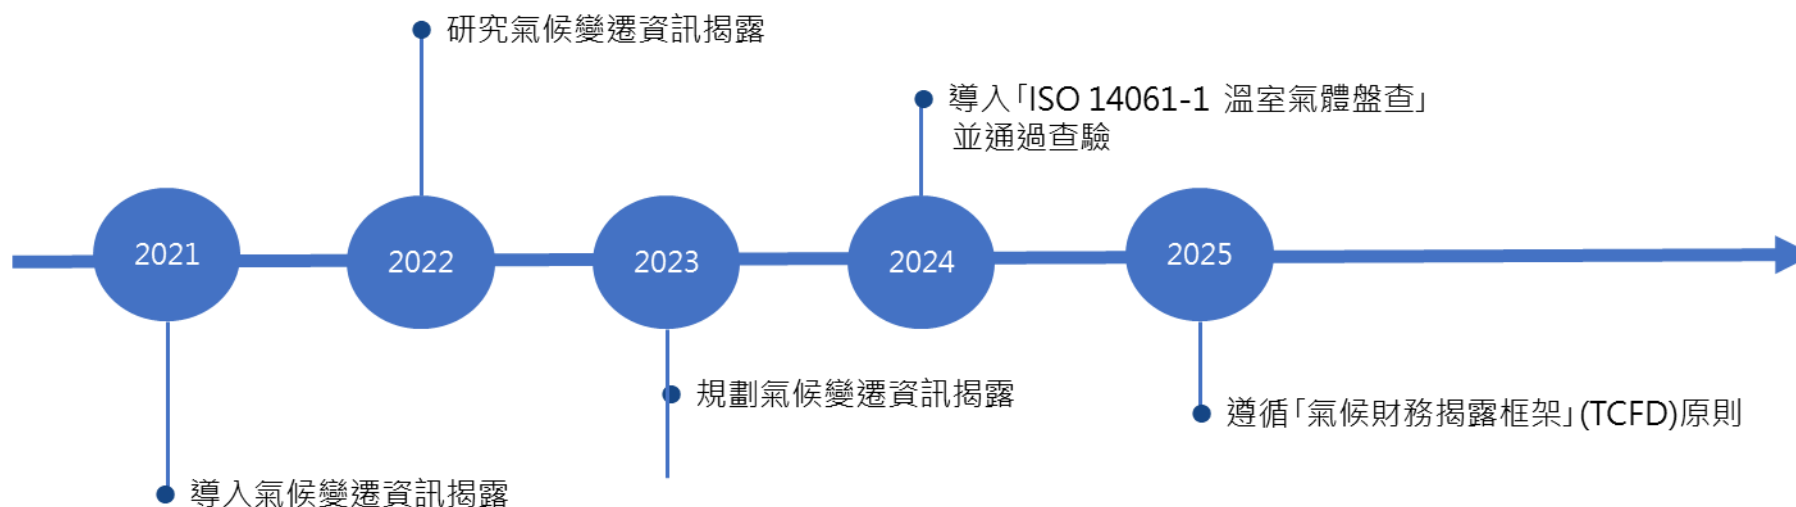 研究氣候變遷資訊揭露
導入「ISO 14061-1 溫室氣體盤查」
並通過查驗
2021
2022
2023
2024
2025
規劃氣候變遷資訊揭露
遵循「氣候財務揭露框架」(TCFD)原則
導入氣候變遷資訊揭露